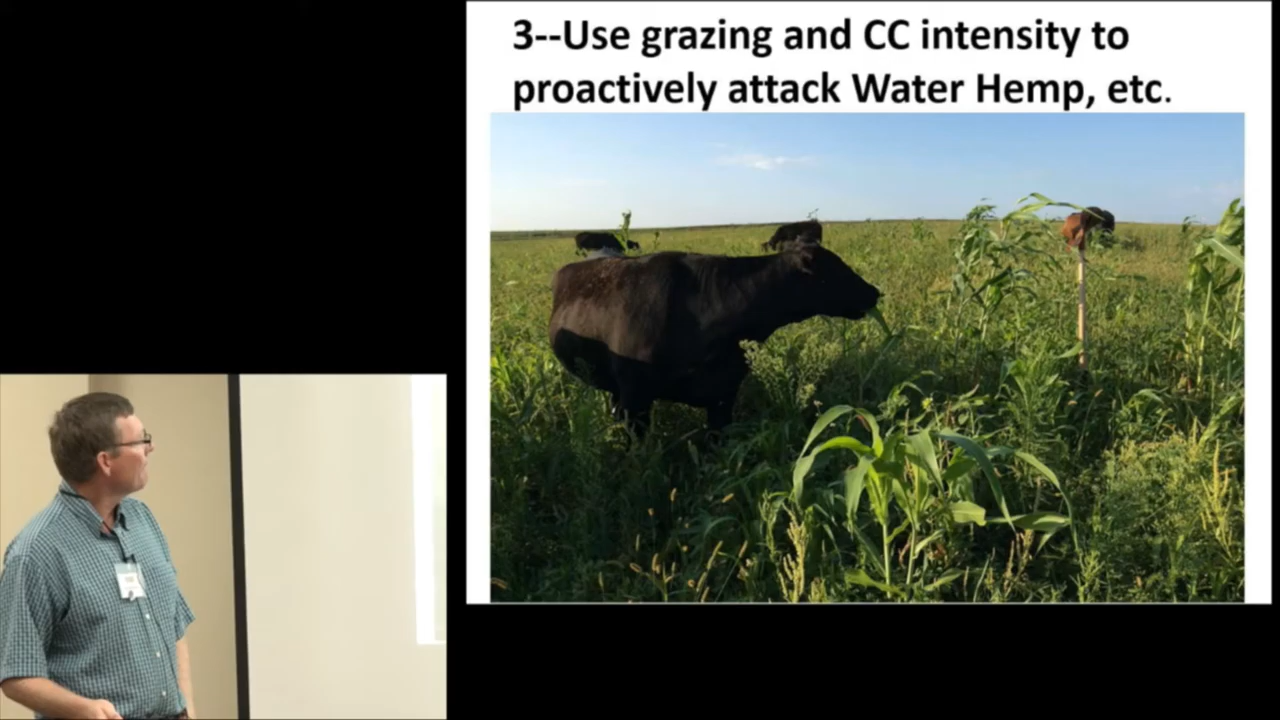 3--Use grazing and CC intensity to
proactively attack Water Hemp, etc.